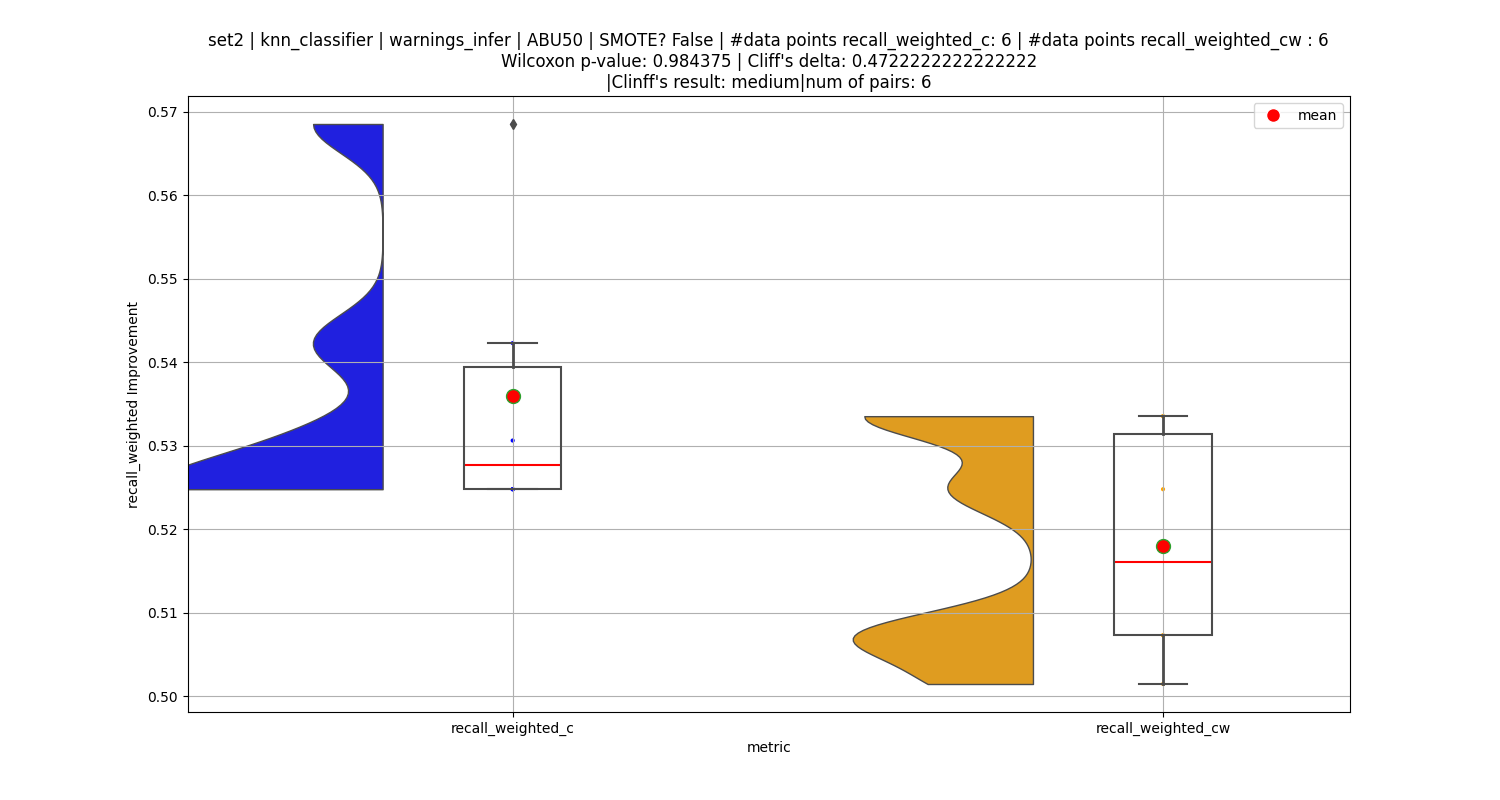 set2 | knn_classifier | warnings_infer | ABU50 | SMOTE? False | #data points recall_weighted_c: 6 | #data points recall_weighted_cw : 6
Wilcoxon p-value: 0.984375 | Cliff's delta: 0.4722222222222222
|Clinff's result: medium|num of pairs: 6
mean
0.57
0.56
0.55
0.54
0.53
0.52
0.51
0.50
recall_weighted Improvement
recall_weighted_c
recall_weighted_cw
metric